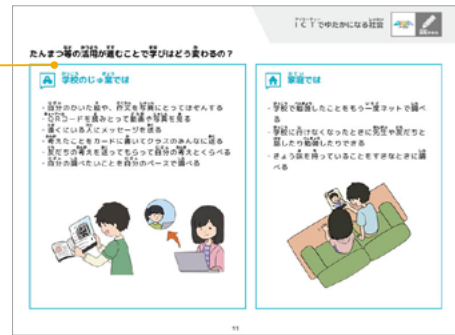 ICTでゆたかになる社会
たんまつ等の活用が進むことで学びはどう変わるの？
学校のじゅ業では
・自分のかいた絵や、作文を写真にとってほぞんする
・QRコードを読みとって動画や写真を見る
・遠くにいる人にメッセージを送る
・考えたことをカードに書いてクラスのみんなに送る
・友だちの考えを送ってもらって自分の考えとくらべる
・自分の調べたいことを自分のペースで調べる
家庭では
・学校で勉強したことをもう一度ネットで調べ
る
・学校に行けなくなったときに先生や友だちと
話したり勉強したりできる
・きょう味を持っていることをすきなときに調
べる
11